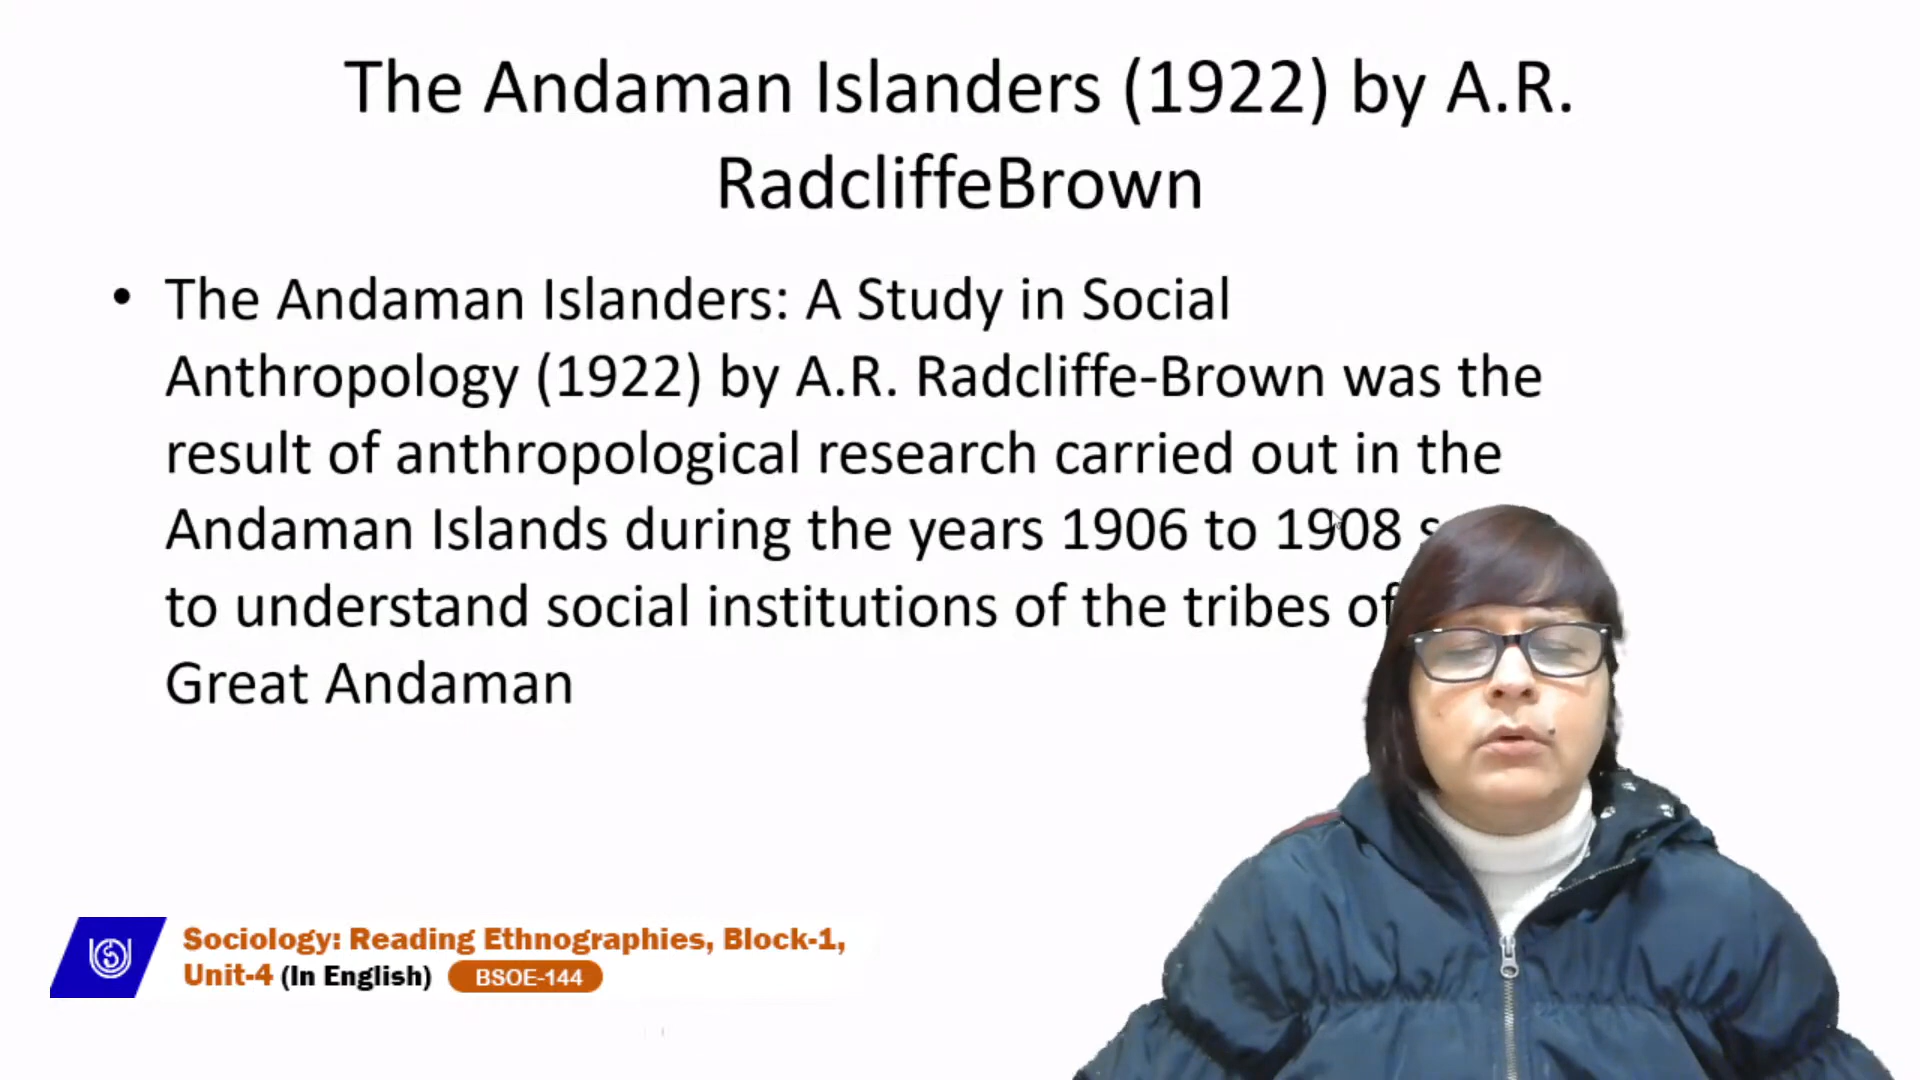 The Andaman Islanders (1922) by A.R.
RadcliffeBrown
• The Andaman Islanders: A Study in Social
Anthropology (1922) by A.R. Radcliffe-Brown was the
result of anthropological research carried out in the
Andaman Islands during the years 1906 to 1908
to understand social institutions of the tribes of
Great Andaman
Sociology: Reading Ethnographies, Block-1,
Unit-4 (In English) BSOE-144